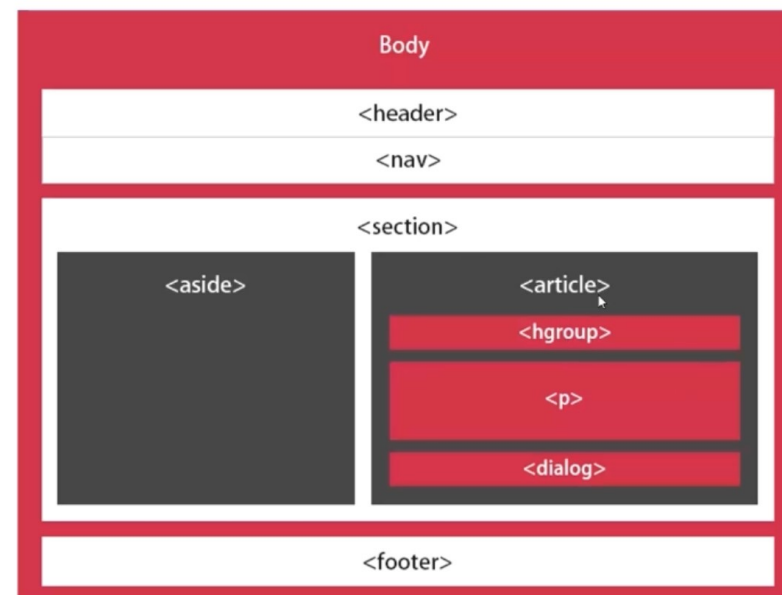 Body
<header>
<nav>
<section>
<aside>
<article>
<hgroup>
<p>
<dialog>
<footer>